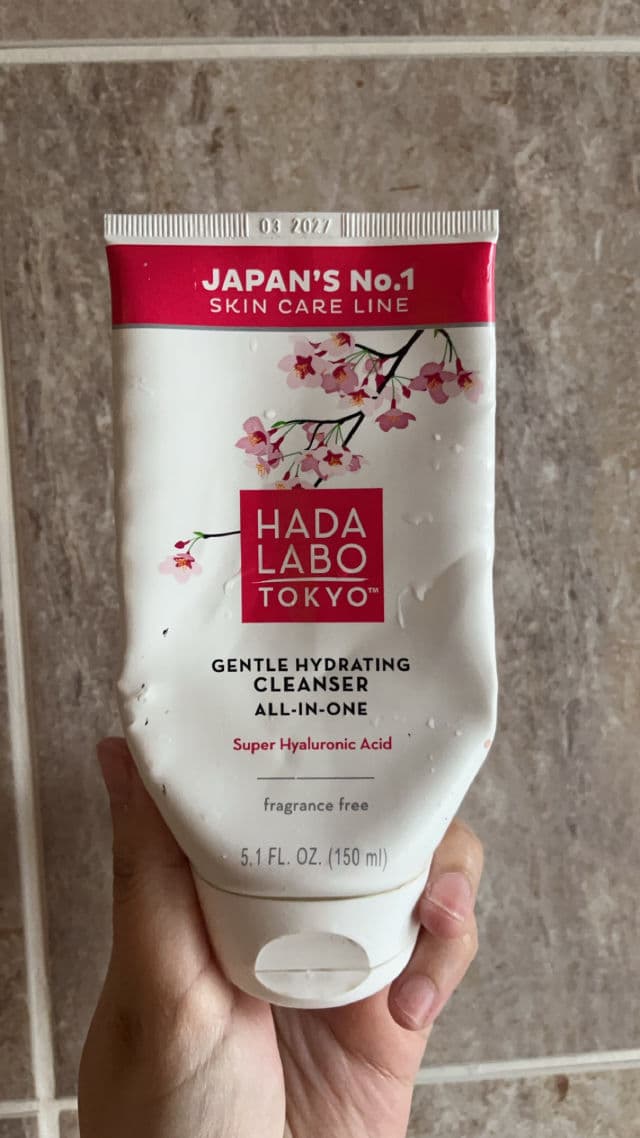 03 2027
JAPAN'S No.1
SKIN CARE LINE
HADA
LABO
TOKYO™
GENTLE HYDRATING
CLEANSER
ALL-IN-ONE
Super Hyaluronic Acid
fragrance free
5.1 FL. OZ. (150 ml)